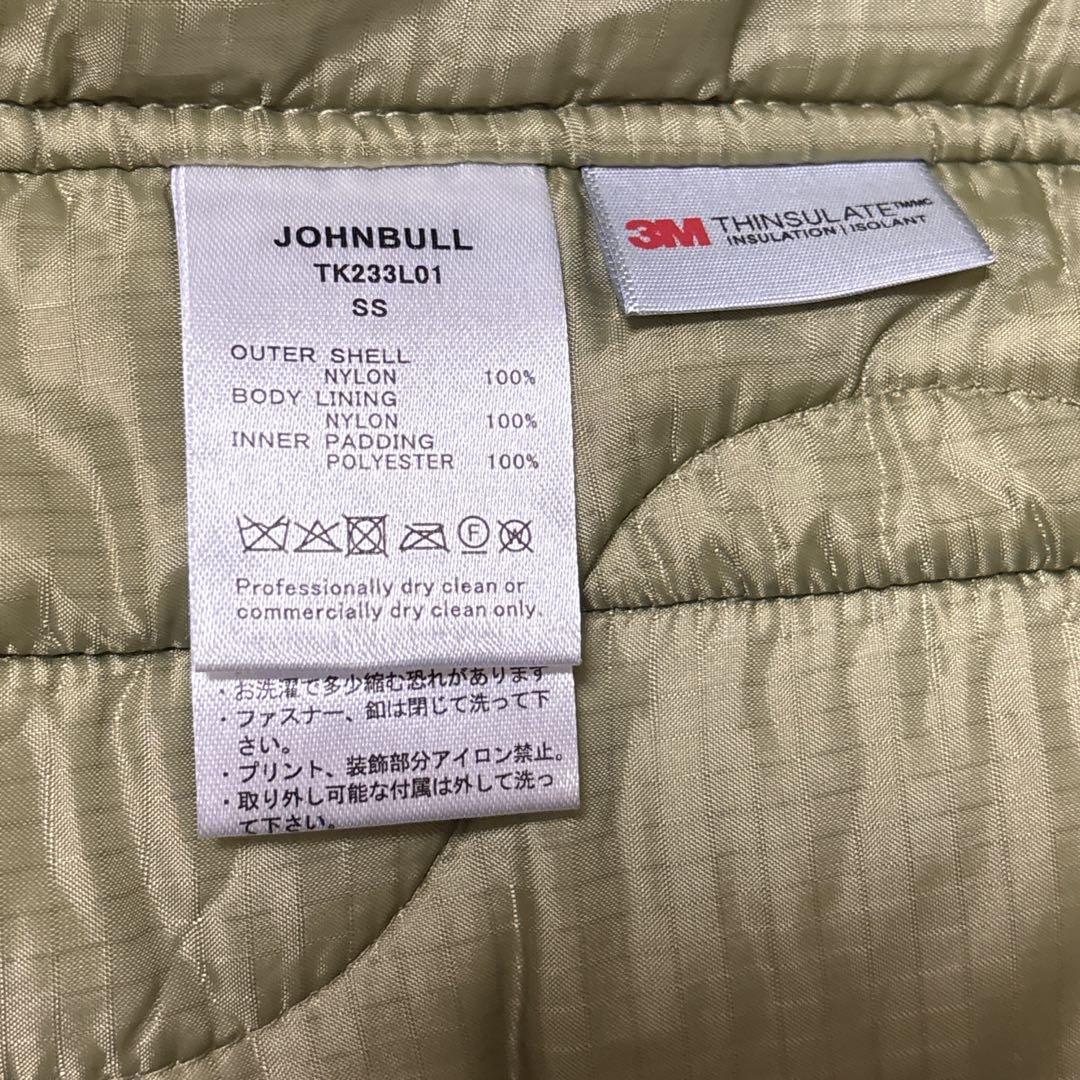 JOHNBULL
TK233L01
SS
OUTER SHELL
NYLON 100%
BODY LINING
NYLON 100%
INNER PADDING
POLYESTER 100%
F
W
Professionally dry clean or
commercially dry clean only.
・お洗濯で多少縮む恐れがあります
・ファスナー、釦は閉じて洗って下
さい。
・プリント、装飾部分アイロン禁止。
・取り外し可能な付属は外して洗っ
て下さい。
3M THINSULATE™/MC
INSULATION | ISOLANT